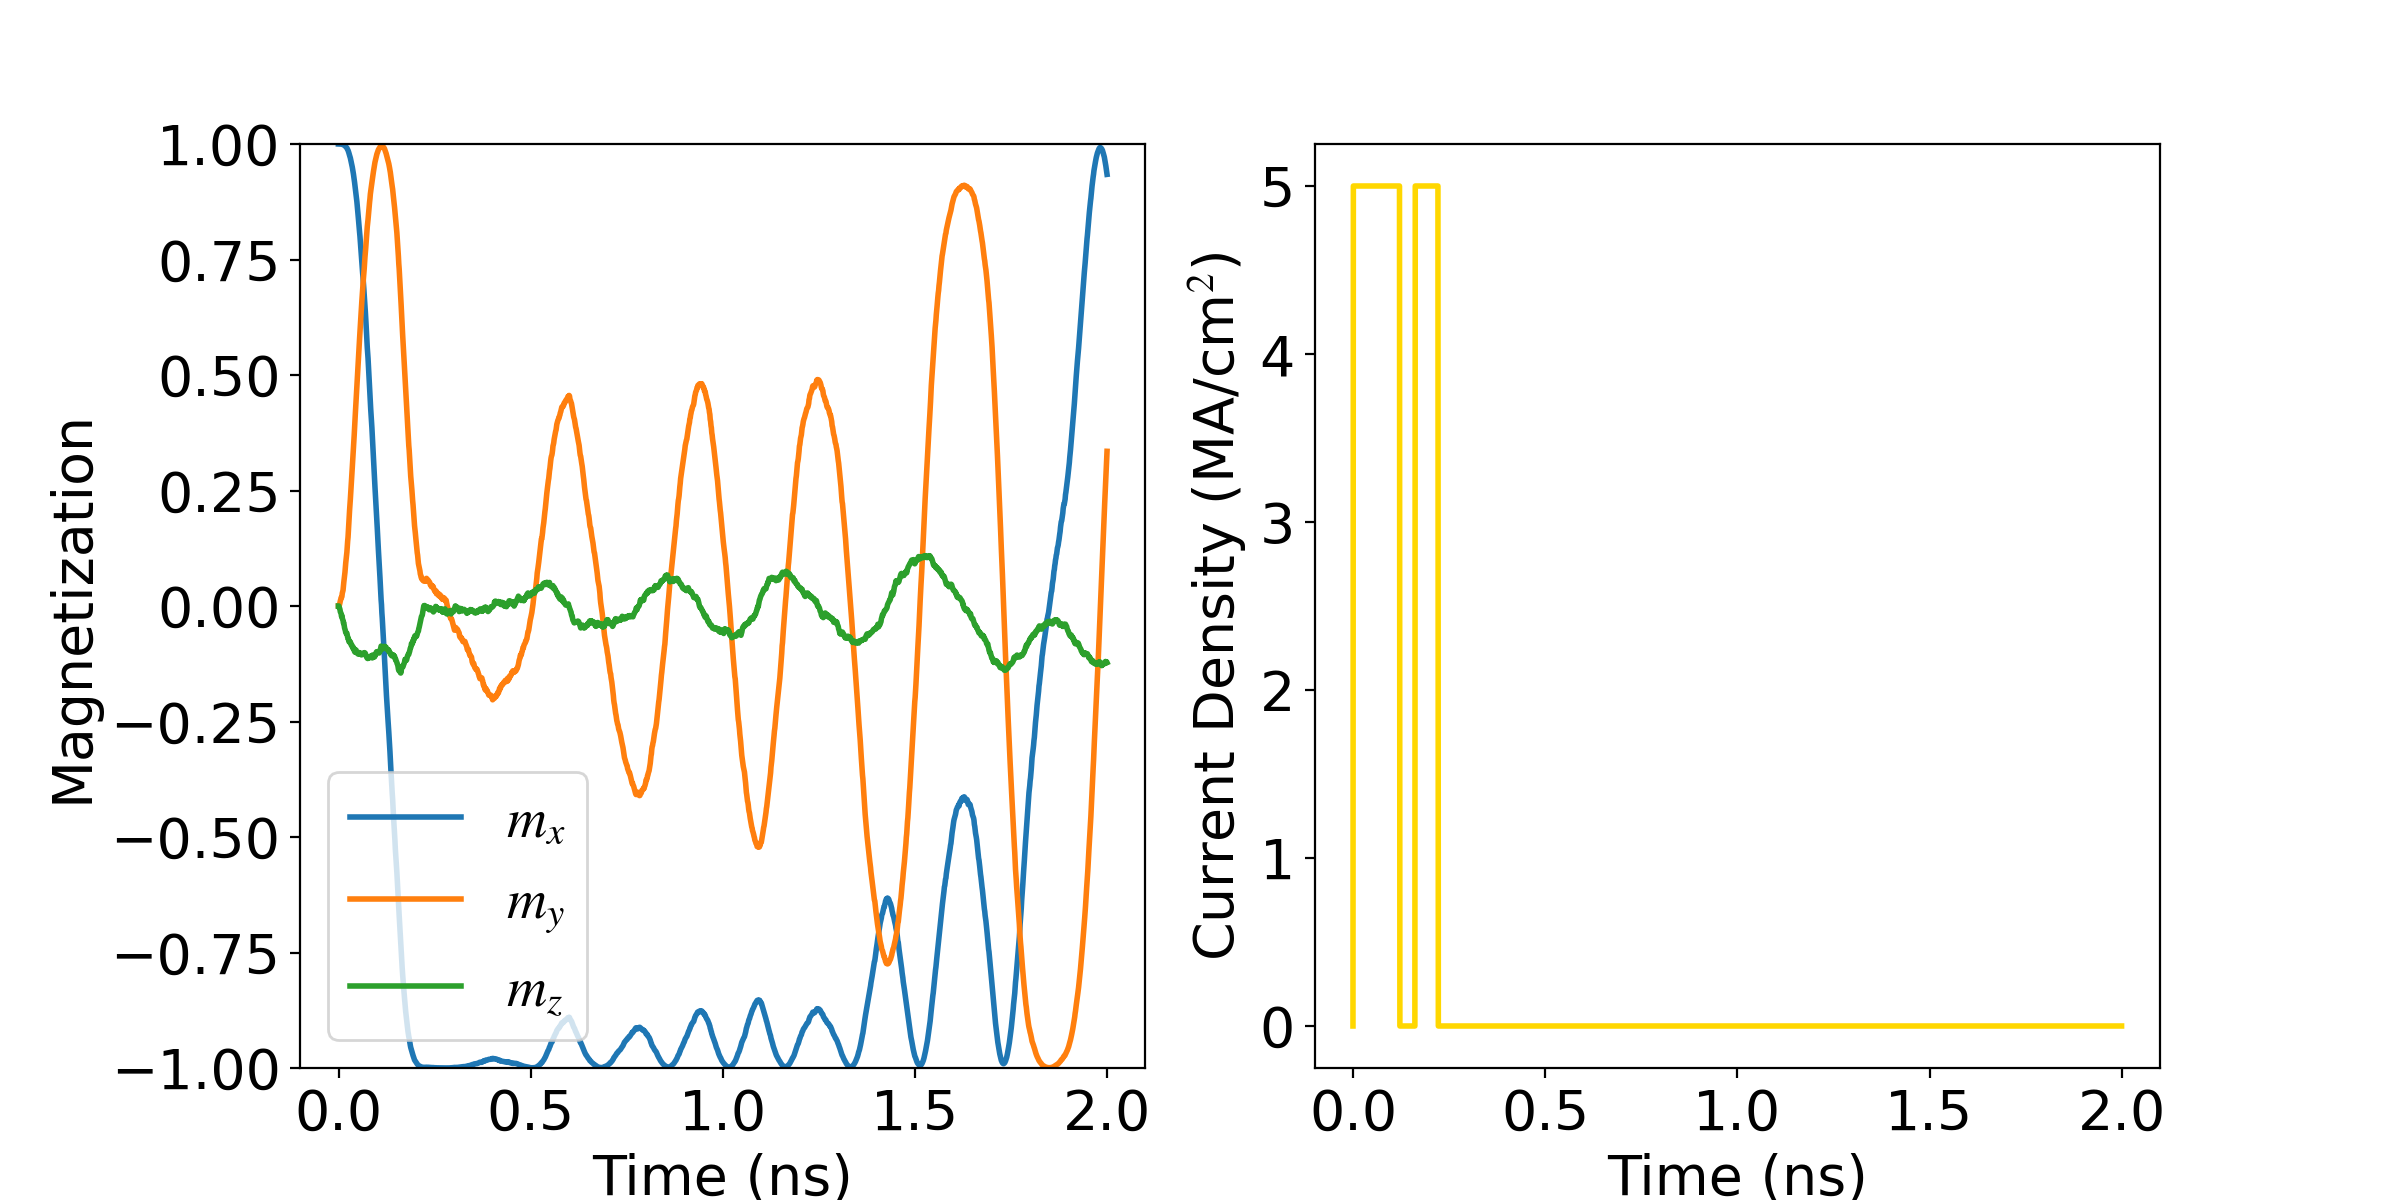 Magnetization
1.00
0.75
0.50
0.25
0.00
−0.25
−0.50
−0.75
−1.00
m_x
m_y
m_z
0.0 0.5 1.0 1.5 2.0
Time (ns)
Current Density (MA/cm²)
5
4
3
2
1
0
0.0 0.5 1.0 1.5 2.0
Time (ns)